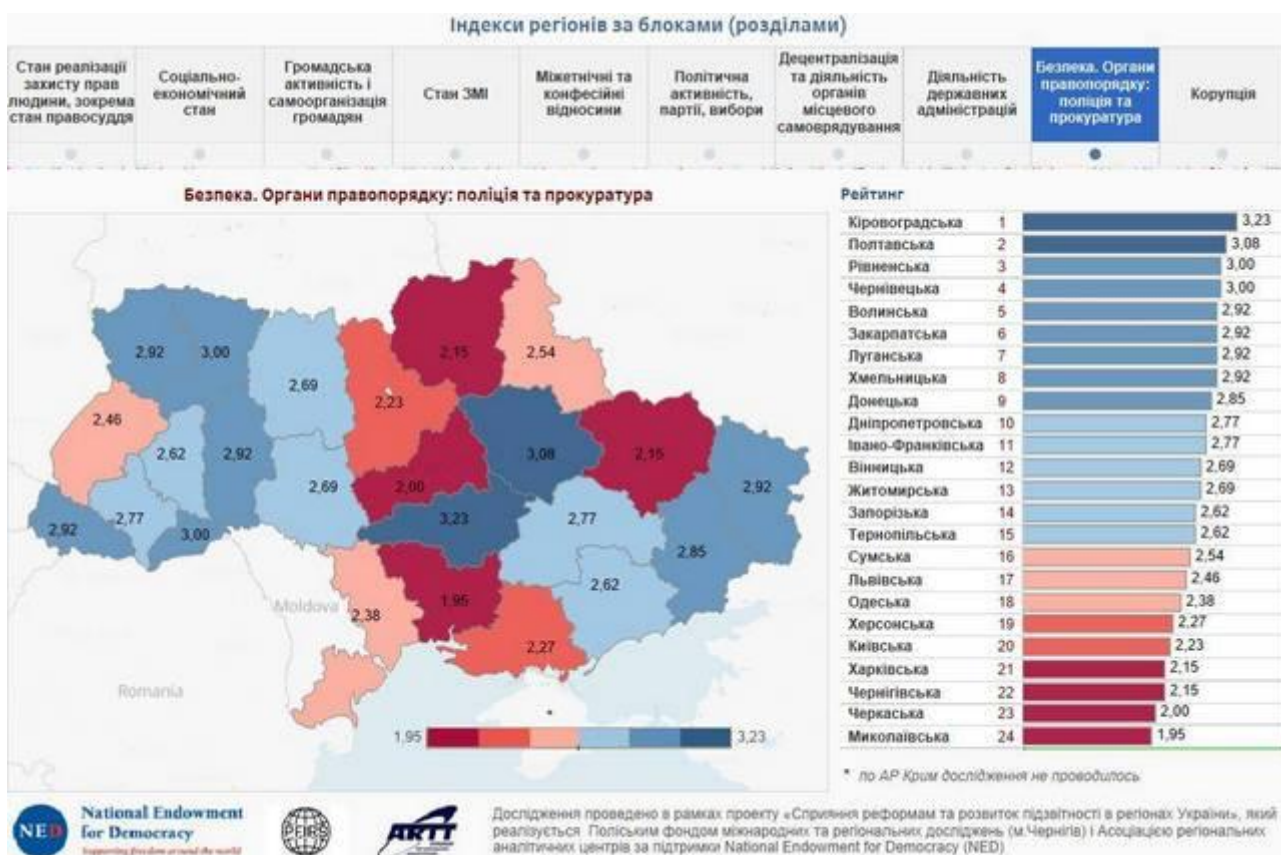 Індекси регіонів за блоками (розділами)
Стан реалізації
захисту прав
людини, зокрема
стан правосуддя
Соціально-
економічний
стан
Громадська
активність і
самоорганізація
громадян
Стан ЗМІ
Міжетнічні та
конфесійні
відносини
Політична
активність,
партії, вибори
Децентралізація
та діяльність
органів
місцевого
самоврядування
Діяльність
державних
адміністрацій
Безпека. Органи
правопорядку:
поліція та
прокуратура
Корупція
Безпека. Органи правопорядку: поліція та прокуратура
2,92
3,00
2,69
2,23
2,15
2,54
2,46
2,62
2,92
2,69
2,00
3,08
2,15
2,92
2,92
2,77
3,00
3,23
2,77
2,85
2,62
1,95
2,38
2,27
Moldova
Romania
*
1,95
3,23
Рейтинг
Кіровоградська 1 3,23
Полтавська 2 3,08
Рівненська 3 3,00
Чернівецька 4 3,00
Волинська 5 2,92
Закарпатська 6 2,92
Луганська 7 2,92
Хмельницька 8 2,92
Донецька 9 2,85
Дніпропетровська 10 2,77
Івано-Франківська 11 2,77
Вінницька 12 2,69
Житомирська 13 2,69
Запорізька 14 2,62
Тернопільська 15 2,62
Сумська 16 2,54
Львівська 17 2,46
Одеська 18 2,38
Херсонська 19 2,27
Київська 20 2,23
Харківська 21 2,15
Чернігівська 22 2,15
Черкаська 23 2,00
Миколаївська 24 1,95
* по АР Крим дослідження не проводилось
NED
National Endowment
for Democracy
Supporting freedom around the world
PEIRS
ARTT
Дослідження проведено в рамках проекту «Сприяння реформам та розвиток підзвітності в регіонах України», який
реалізується Поліським фондом міжнародних та регіональних досліджень (м.Чернігів) і Асоціацією регіональних
аналітичних центрів за підтримки National Endowment for Democracy (NED)